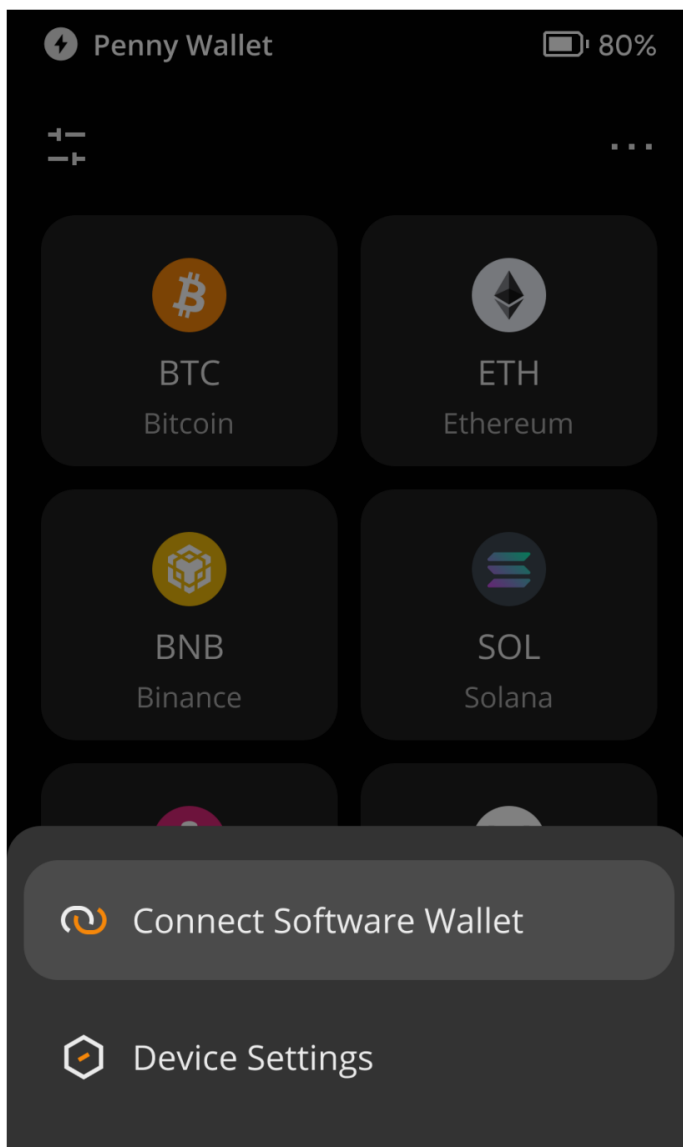 Penny Wallet
80%
...
BTC
Bitcoin
ETH
Ethereum
BNB
Binance
SOL
Solana
Connect Software Wallet
Device Settings